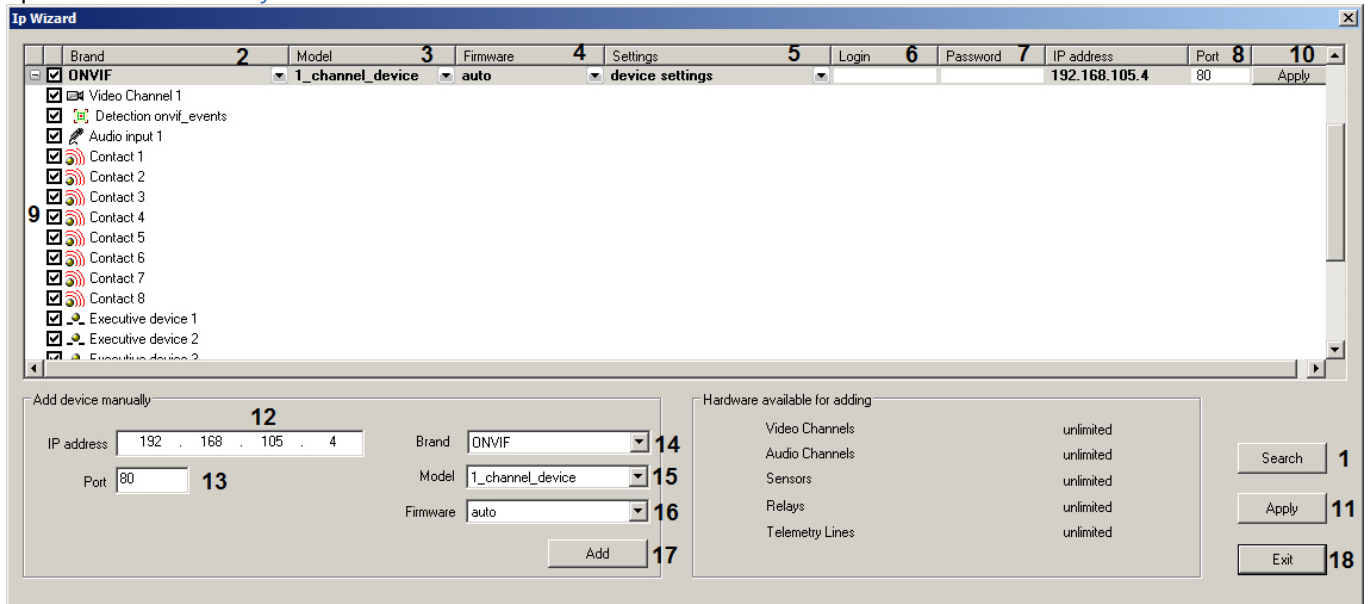 Ip Wizard
Brand 2 Model 3 Firmware 4 Settings 5 Login 6 Password 7 IP address Port 8 10
ONVIF 1_channel_device auto device settings 192.168.105.4 80 Apply
Video Channel 1
Detection onvif_events
Audio input 1
Contact 1
Contact 2
Contact 3
9 Contact 4
Contact 5
Contact 6
Contact 7
Contact 8
Executive device 1
Executive device 2
Add device manually
12
IP address 192 . 168 . 105 . 4
Port 80 13
Brand ONVIF 14
Model 1_channel_device 15
Firmware auto 16
Add 17
Hardware available for adding
Video Channels unlimited
Audio Channels unlimited
Sensors unlimited
Relays unlimited
Telemetry Lines unlimited
Search 1
Apply 11
Exit 18